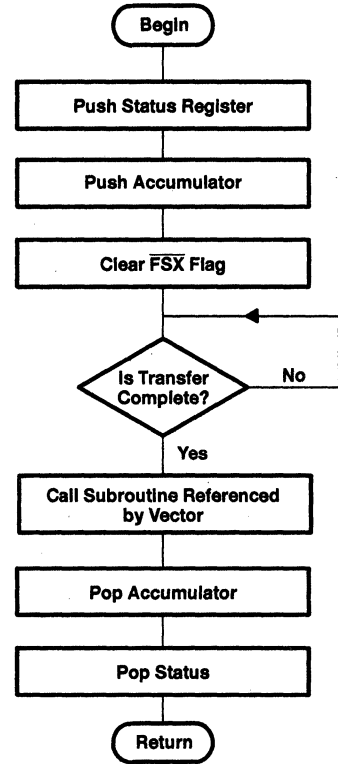 Begin
Push Status Register
Push Accumulator
Clear F̅S̅X̅ Flag
Is Transfer
Complete?
No
Yes
Call Subroutine Referenced
by Vector
Pop Accumulator
Pop Status
Return